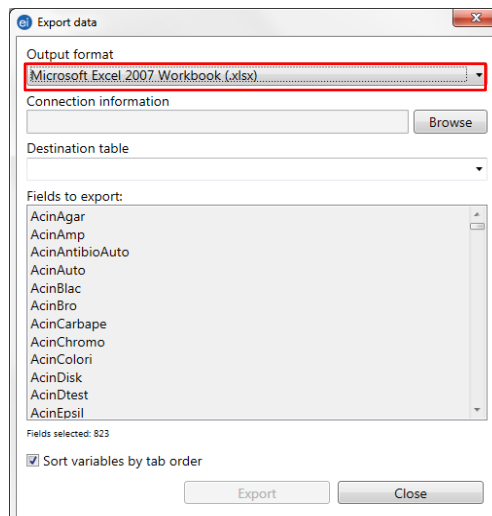 ei Export data
Output format
Microsoft Excel 2007 Workbook (.xlsx)
Connection information
Browse
Destination table
Fields to export:
AcinAgar
AcinAmp
AcinAntibioAuto
AcinAuto
AcinBlac
AcinBro
AcinCarbape
AcinChromo
AcinColori
AcinDisk
AcinDtest
AcinEpsil
Fields selected: 823
Sort variables by tab order
Export Close